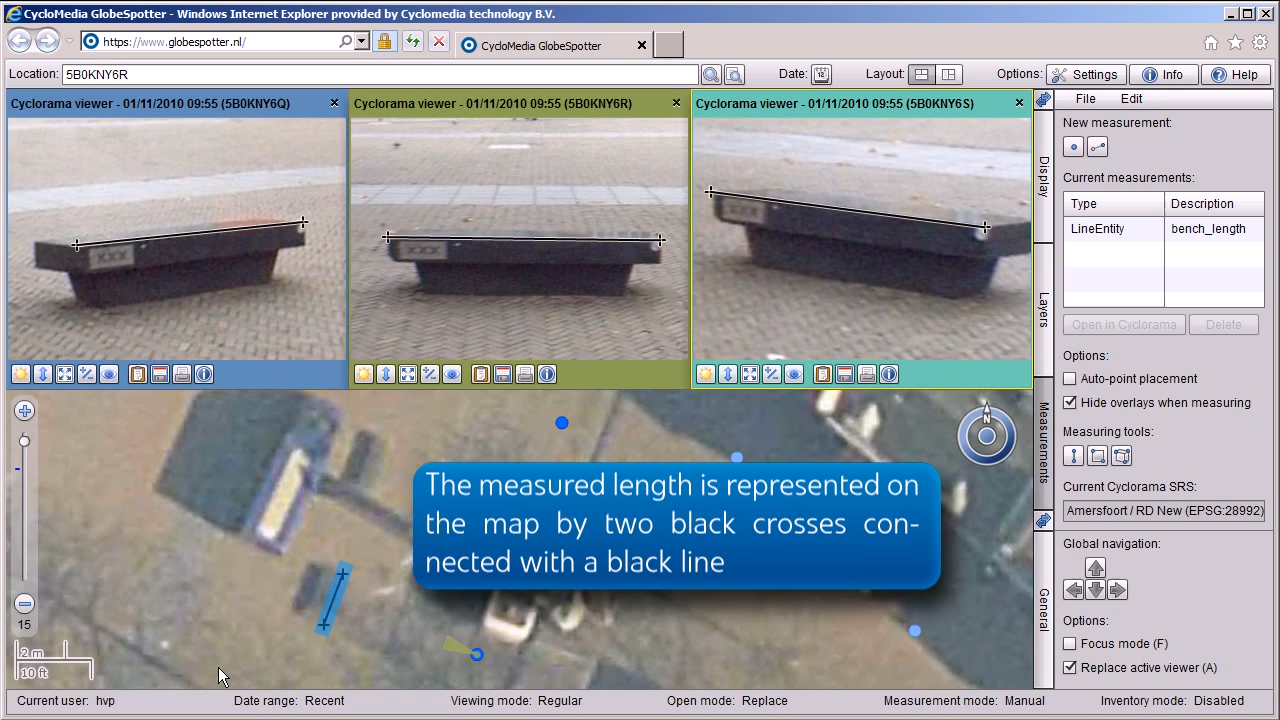 CycloMedia GlobeSpotter - Windows Internet Explorer provided by Cyclomedia technology B.V.
https://www.globespotter.nl/
CycloMedia GlobeSpotter
Location: 5B0KNY6R Date: Layout: Options: Settings Info Help
Cyclorama viewer - 01/11/2010 09:55 (5B0KNY6Q)
Cyclorama viewer - 01/11/2010 09:55 (5B0KNY6R)
Cyclorama viewer - 01/11/2010 09:55 (5B0KNY6S)
XXX
XXX
XXX
Display
Layers
Measurements
General
File Edit
New measurement:
Current measurements:
Type Description
LineEntity bench_length
Open in Cyclorama Delete
Options:
Auto-point placement
Hide overlays when measuring
Measuring tools:
Current Cyclorama SRS:
Amersfoort / RD New (EPSG:28992)
Global navigation:
Options:
Focus mode (F)
Replace active viewer (A)
N
The measured length is represented on
the map by two black crosses con-
nected with a black line
15
2 m
10 ft
Current user: hvp Date range: Recent Viewing mode: Regular Open mode: Replace Measurement mode: Manual Inventory mode: Disabled